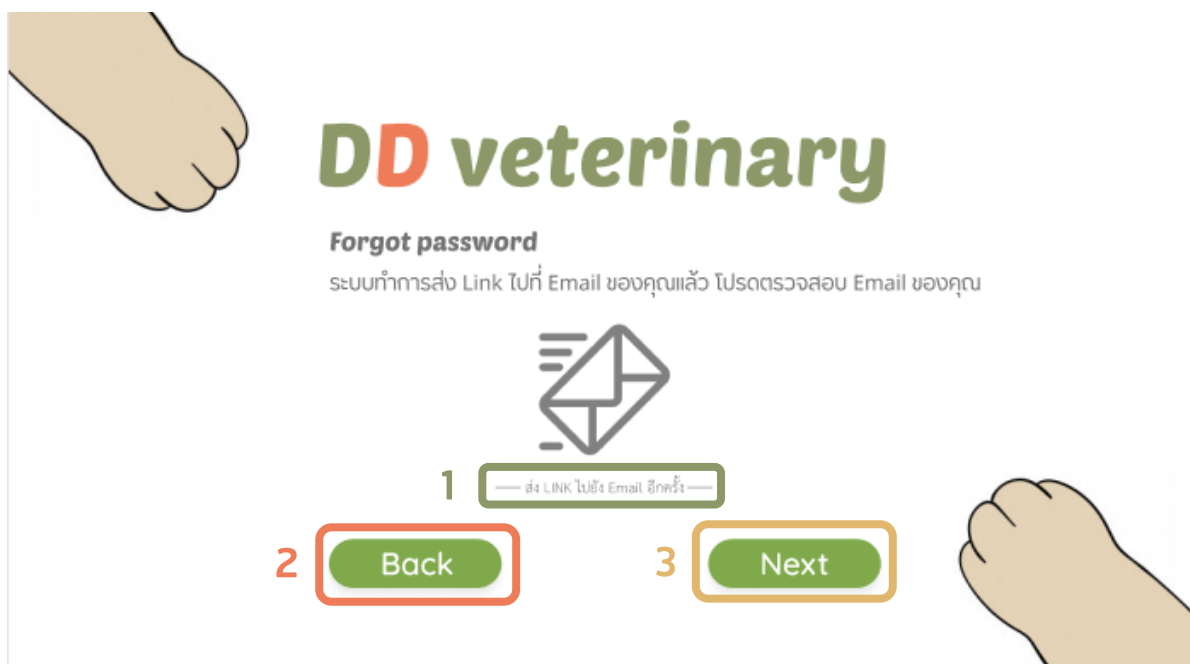 DD veterinary
Forgot password
ระบบทำการส่ง Link ไปที่ Email ของคุณแล้ว โปรดตรวจสอบ Email ของคุณ
1
ส่ง LINK ไปยัง Email อีกครั้ง
2 Back 3 Next